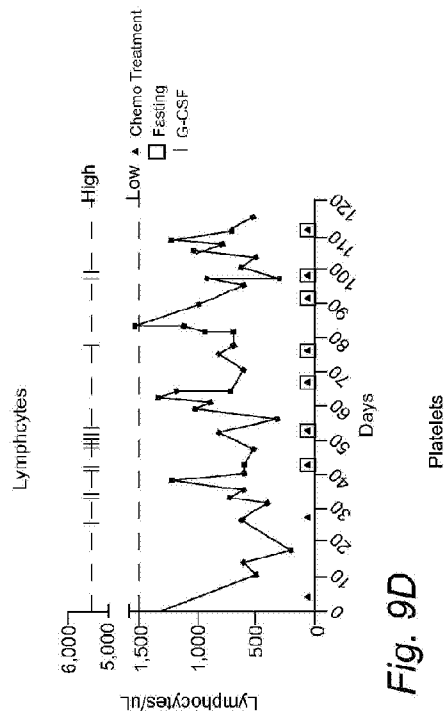 Lymphcytes
6,000
High
5,000
Low
1,500
1,000
500
0
Lymphocytes/uL
▲ Chemo Treatment
□ Fasting
| G-CSF
0 10 20 30 40 50 60 70 80 90 100 110 120
Days
Fig. 9D
Platelets